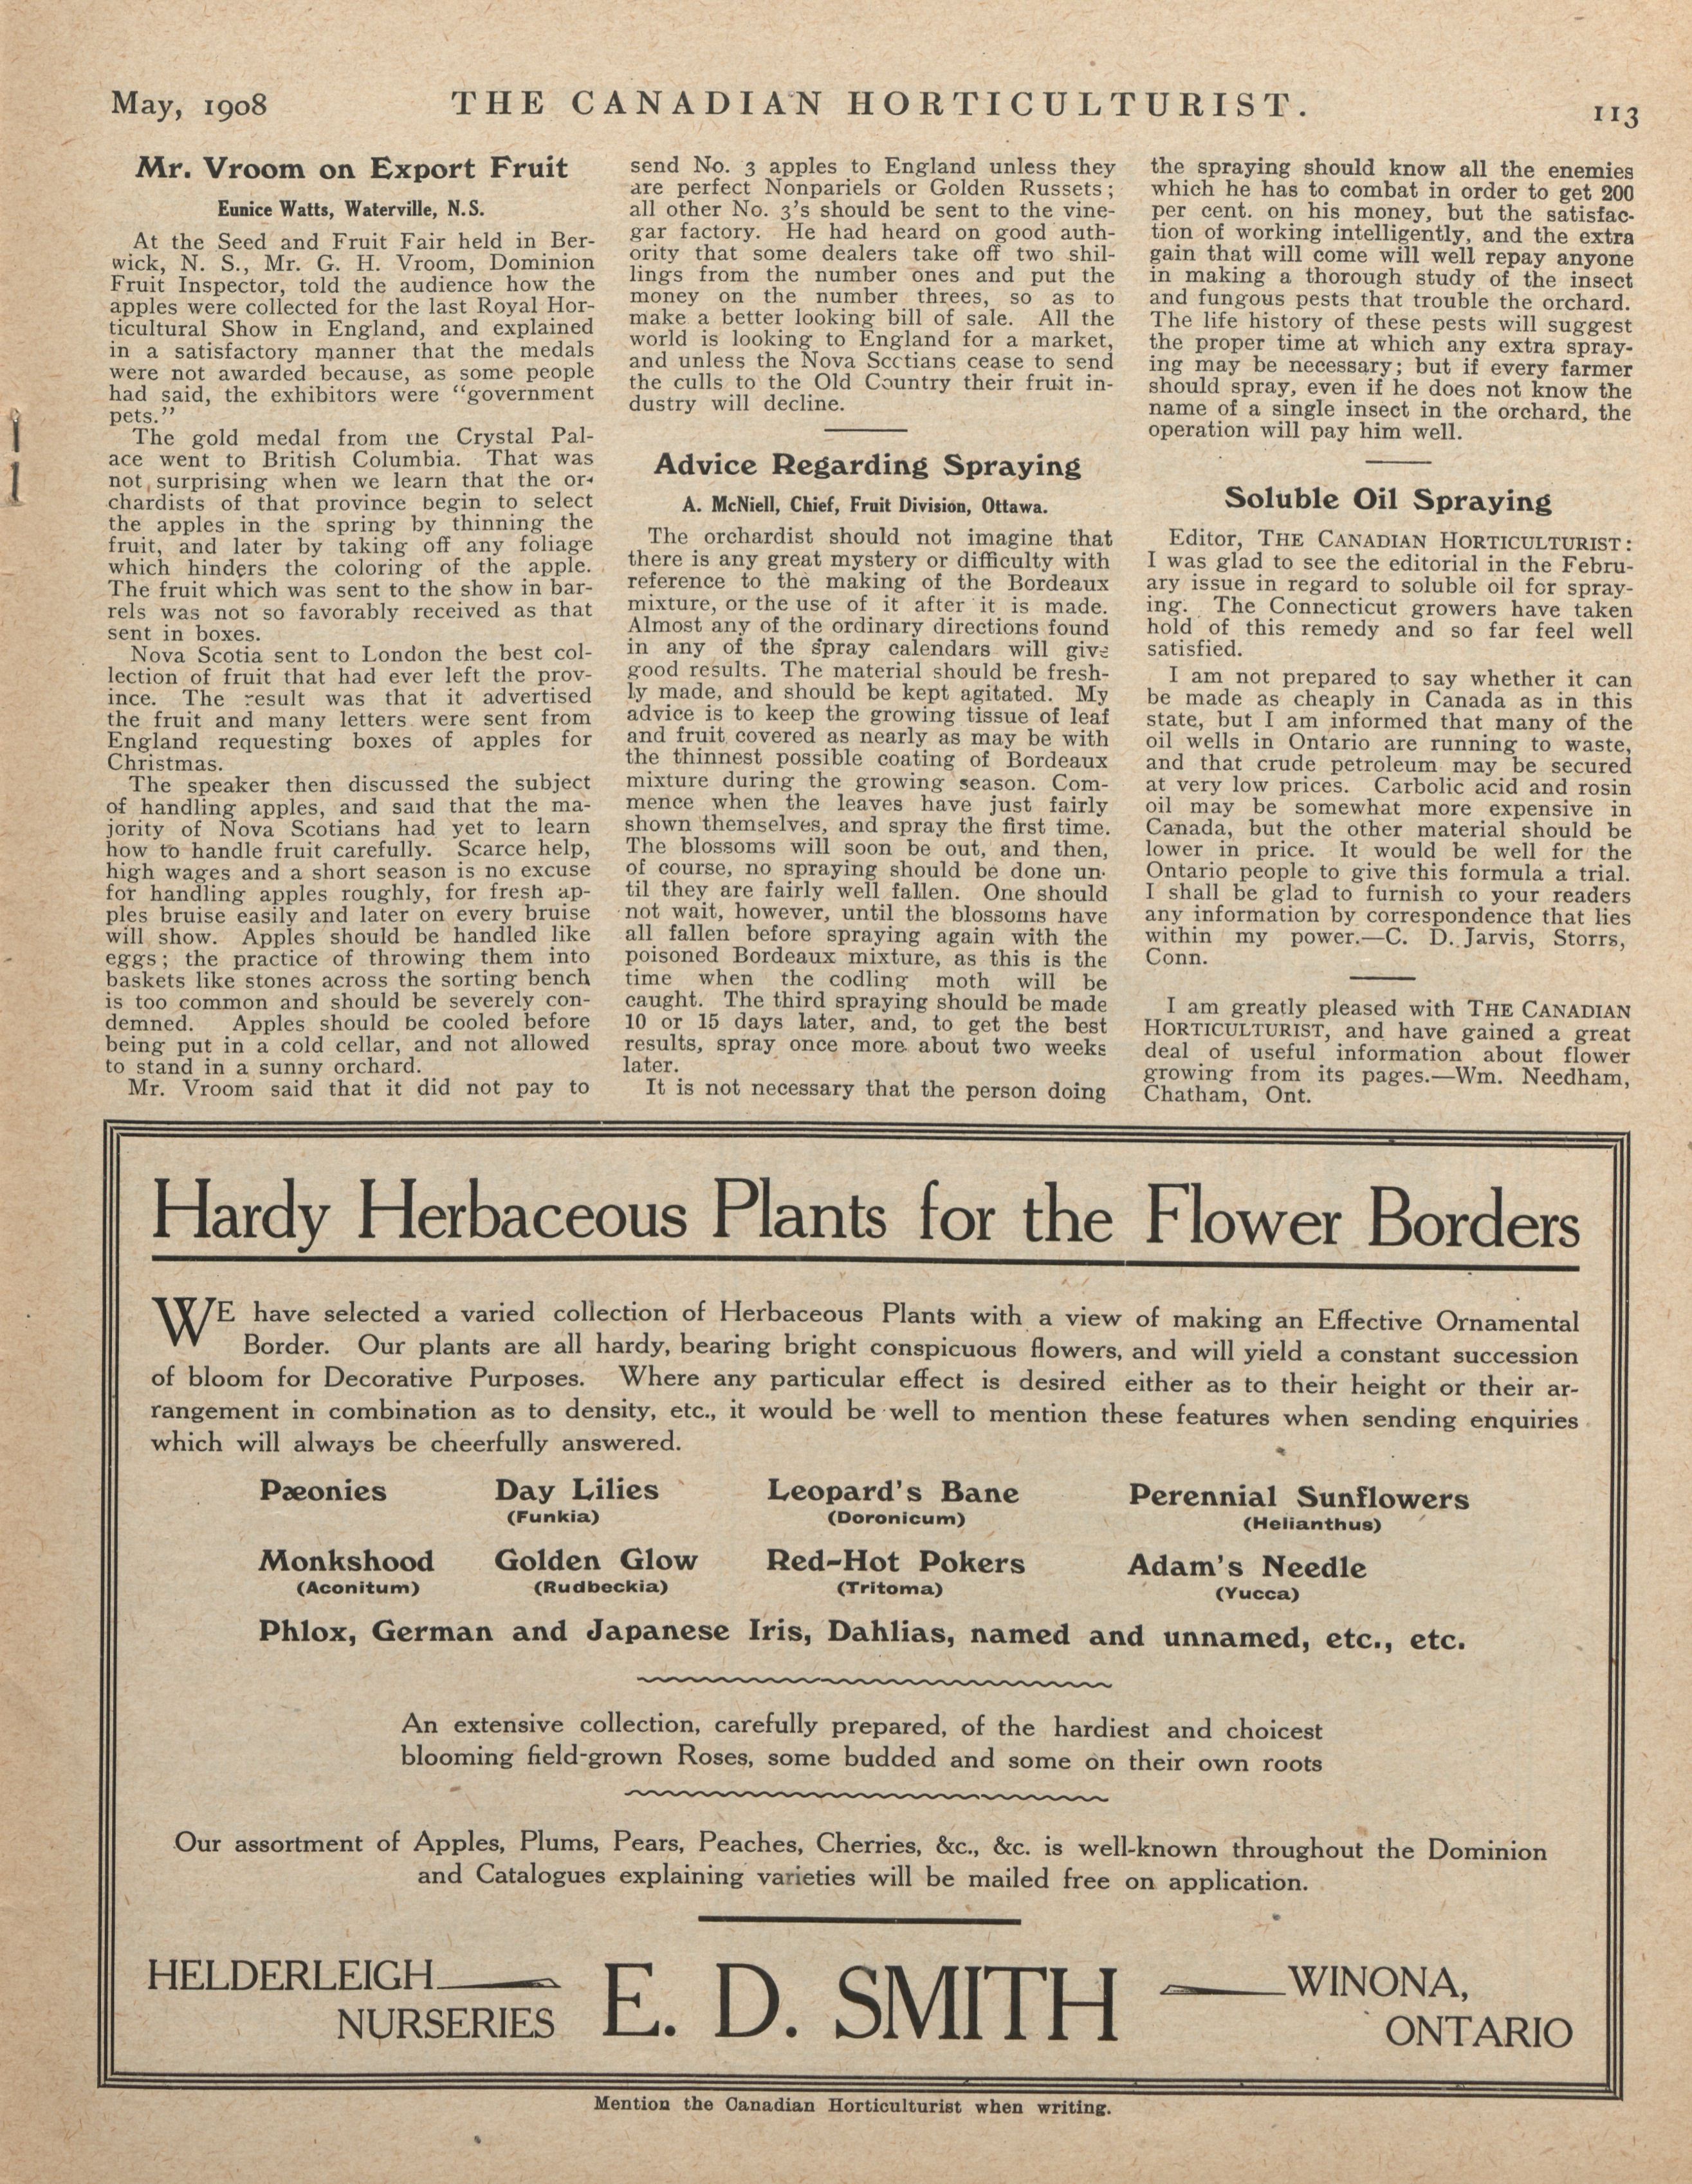 May, 1908
THE CANADIAN HORTICULTURIST.
113
Mr. Vroom on Export Fruit
Eunice Watts, Waterville, N.S.
At the Seed and Fruit Fair held in Ber-
wick, N. S., Mr. G. H. Vroom, Dominion
Fruit Inspector, told the audience how the
apples were collected for the last Royal Hor-
ticultural Show in England, and explained
in a satisfactory manner that the medals
were not awarded because, as some people
had said, the exhibitors were "government
pets."
The gold medal from the Crystal Pal-
ace went to British Columbia. That was
not surprising when we learn that the or-
chardists of that province begin to select
the apples in the spring by thinning the
fruit, and later by taking off any foliage
which hinders the coloring of the apple.
The fruit which was sent to the show in bar-
rels was not so favorably received as that
sent in boxes.
Nova Scotia sent to London the best col-
lection of fruit that had ever left the prov-
ince. The result was that it advertised
the fruit and many letters were sent from
England requesting boxes of apples for
Christmas.
The speaker then discussed the subject
of handling apples, and said that the ma-
jority of Nova Scotians had yet to learn
how to handle fruit carefully. Scarce help,
high wages and a short season is no excuse
for handling apples roughly, for fresh ap-
ples bruise easily and later on every bruise
will show. Apples should be handled like
eggs; the practice of throwing them into
baskets like stones across the sorting bench
is too common and should be severely con-
demned. Apples should be cooled before
being put in a cold cellar, and not allowed
to stand in a sunny orchard.
Mr. Vroom said that it did not pay to
send No. 3 apples to England unless they
are perfect Nonpariels or Golden Russets;
all other No. 3's should be sent to the vine-
gar factory. He had heard on good auth-
ority that some dealers take off two shil-
lings from the number ones and put the
money on the number threes, so as to
make a better looking bill of sale. All the
world is looking to England for a market,
and unless the Nova Scctians cease to send
the culls to the Old Country their fruit in-
dustry will decline.
Advice Regarding Spraying
A. McNiell, Chief, Fruit Division, Ottawa.
The orchardist should not imagine that
there is any great mystery or difficulty with
reference to the making of the Bordeaux
mixture, or the use of it after it is made.
Almost any of the ordinary directions found
in any of the spray calendars will give
good results. The material should be fresh-
ly made, and should be kept agitated. My
advice is to keep the growing tissue of leaf
and fruit covered as nearly as may be with
the thinnest possible coating of Bordeaux
mixture during the growing season. Com-
mence when the leaves have just fairly
shown themselves, and spray the first time.
The blossoms will soon be out, and then,
of course, no spraying should be done un-
til they are fairly well fallen. One should
not wait, however, until the blossoms have
all fallen before spraying again with the
poisoned Bordeaux mixture, as this is the
time when the codling moth will be
caught. The third spraying should be made
10 or 15 days later, and, to get the best
results, spray once more about two weeks
later.
It is not necessary that the person doing
the spraying should know all the enemies
which he has to combat in order to get 200
per cent. on his money, but the satisfac-
tion of working intelligently, and the extra
gain that will come will well repay anyone
in making a thorough study of the insect
and fungous pests that trouble the orchard.
The life history of these pests will suggest
the proper time at which any extra spray-
ing may be necessary; but if every farmer
should spray, even if he does not know the
name of a single insect in the orchard, the
operation will pay him well.
Soluble Oil Spraying
Editor, THE CANADIAN HORTICULTURIST:
I was glad to see the editorial in the Febru-
ary issue in regard to soluble oil for spray-
ing. The Connecticut growers have taken
hold of this remedy and so far feel well
satisfied.
I am not prepared to say whether it can
be made as cheaply in Canada as in this
state, but I am informed that many of the
oil wells in Ontario are running to waste,
and that crude petroleum may be secured
at very low prices. Carbolic acid and rosin
oil may be somewhat more expensive in
Canada, but the other material should be
lower in price. It would be well for the
Ontario people to give this formula a trial.
I shall be glad to furnish to your readers
any information by correspondence that lies
within my power.—C. D. Jarvis, Storrs,
Conn.
I am greatly pleased with THE CANADIAN
HORTICULTURIST, and have gained a great
deal of useful information about flower
growing from its pages.—Wm. Needham,
Chatham, Ont.
Hardy Herbaceous Plants for the Flower Borders
WE have selected a varied collection of Herbaceous Plants with a view of making an Effective Ornamental
Border. Our plants are all hardy, bearing bright conspicuous flowers, and will yield a constant succession
of bloom for Decorative Purposes. Where any particular effect is desired either as to their height or their ar-
rangement in combination as to density, etc., it would be well to mention these features when sending enquiries
which will always be cheerfully answered.
Pæonies Day Lilies Leopard's Bane Perennial Sunflowers
(Funkia) (Doronicum) (Helianthus)
Monkshood Golden Glow Red-Hot Pokers Adam's Needle
(Aconitum) (Rudbeckia) (Tritoma) (Yucca)
Phlox, German and Japanese Iris, Dahlias, named and unnamed, etc., etc.
An extensive collection, carefully prepared, of the hardiest and choicest
blooming field-grown Roses, some budded and some on their own roots
Our assortment of Apples, Plums, Pears, Peaches, Cherries, &c., &c. is well-known throughout the Dominion
and Catalogues explaining varieties will be mailed free on application.
HELDERLEIGH
NURSERIES
E. D. SMITH
WINONA,
ONTARIO
Mention the Canadian Horticulturist when writing.